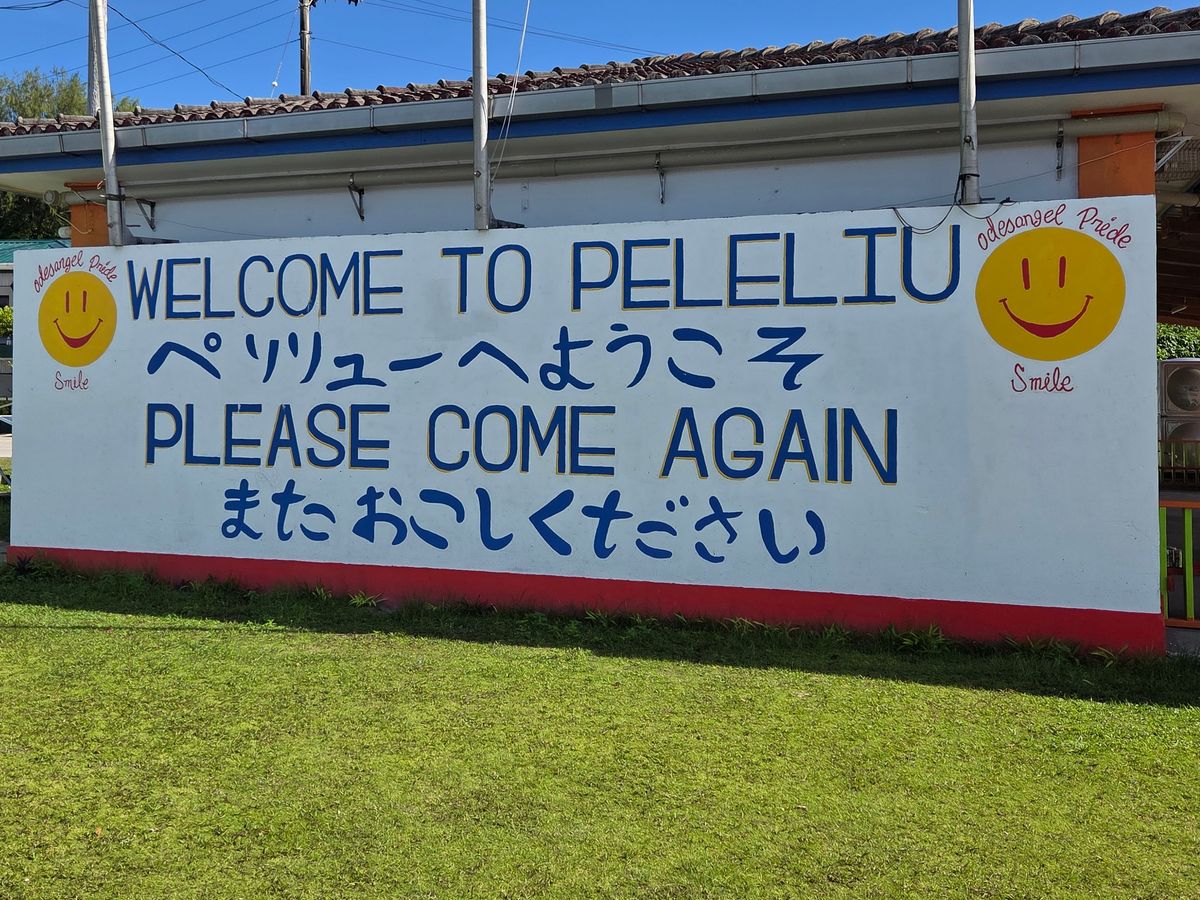 Odesangel Pride
Smile
WELCOME TO PELELIU
ペリリューへようこそ
PLEASE COME AGAIN
またおこしください
Odesangel Pride
Smile